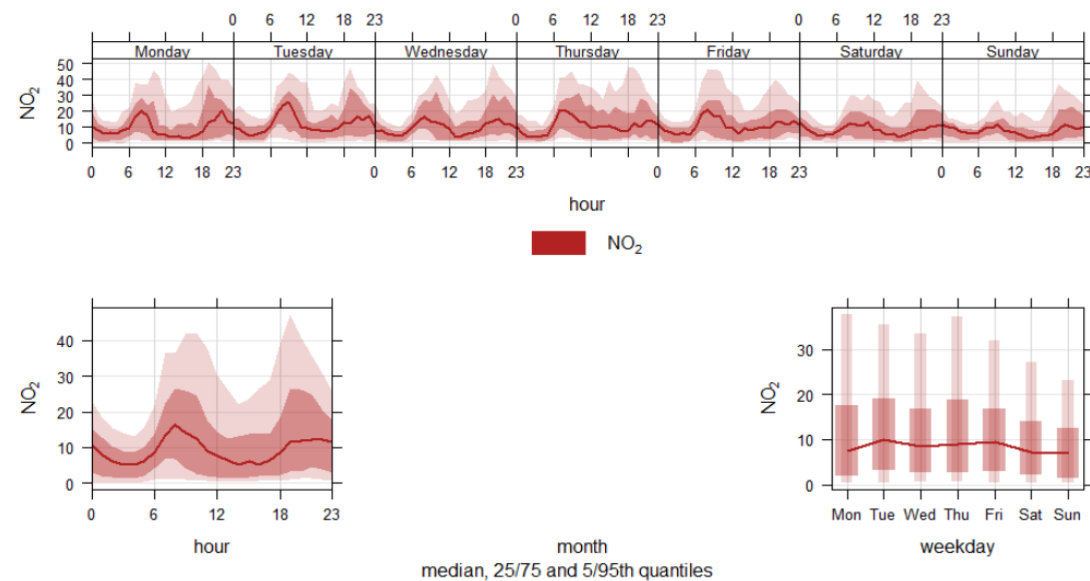 0 6 12 18 23 0 6 12 18 23 0 6 12 18 23
Monday Tuesday Wednesday Thursday Friday Saturday Sunday
50
40
30
20
10
0
NO₂
0 6 12 18 23 0 6 12 18 23 0 6 12 18 23 0 6 12 18 23
hour
NO₂
40
30
20
10
0
NO₂
0 6 12 18 23
hour
month
30
20
10
0
NO₂
Mon Tue Wed Thu Fri Sat Sun
weekday
median, 25/75 and 5/95th quantiles